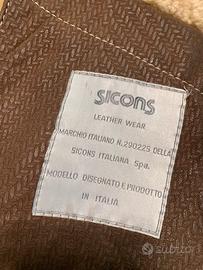 SICONS
LEATHER WEAR
MARCHIO ITALIANO N.290225 DELLA
SICONS ITALIANA Spa.
MODELLO DISEGNATO E PRODOTTO
IN ITALIA
subito